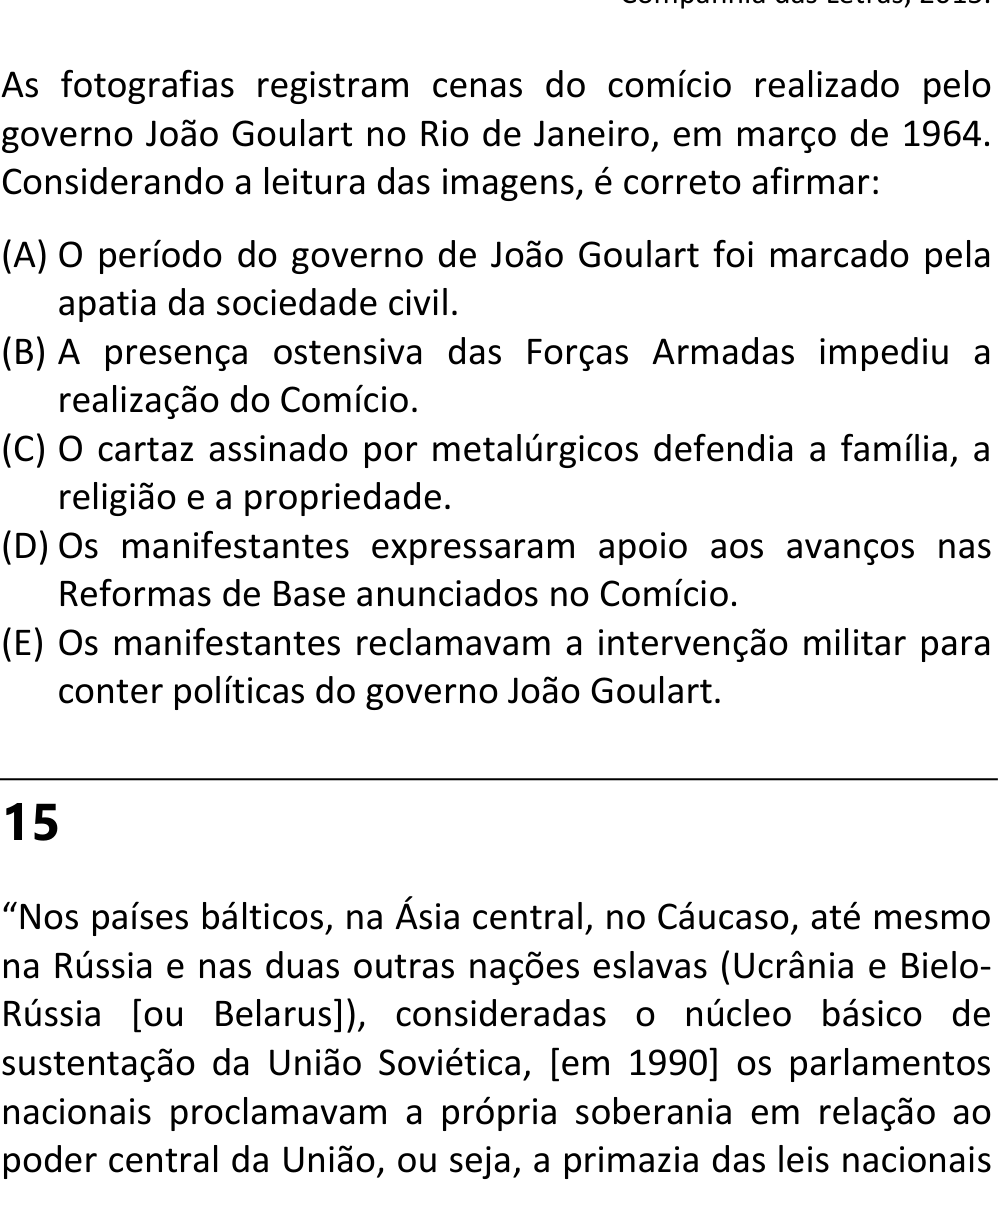 As fotografias registram cenas do comício realizado pelo
governo João Goulart no Rio de Janeiro, em março de 1964.
Considerando a leitura das imagens, é correto afirmar:
(A) O período do governo de João Goulart foi marcado pela
apatia da sociedade civil.
(B) A presença ostensiva das Forças Armadas impediu a
realização do Comício.
(C) O cartaz assinado por metalúrgicos defendia a família, a
religião e a propriedade.
(D) Os manifestantes expressaram apoio aos avanços nas
Reformas de Base anunciados no Comício.
(E) Os manifestantes reclamavam a intervenção militar para
conter políticas do governo João Goulart.
15
“Nos países bálticos, na Ásia central, no Cáucaso, até mesmo
na Rússia e nas duas outras nações eslavas (Ucrânia e Bielo-
Rússia [ou Belarus]), consideradas o núcleo básico de
sustentação da União Soviética, [em 1990] os parlamentos
nacionais proclamavam a própria soberania em relação ao
poder central da União, ou seja, a primazia das leis nacionais